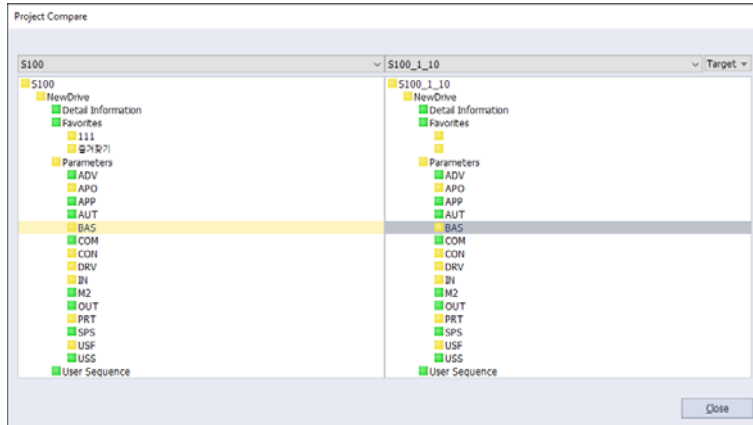 Project Compare
S100
S100_1_10
Target
S100
NewDrive
Detail Information
Favorites
111
즐겨찾기
Parameters
ADV
APO
APP
AUT
BAS
COM
CON
DRV
IN
M2
OUT
PRT
SPS
USF
USS
User Sequence
S100_1_10
NewDrive
Detail Information
Favorites
Parameters
ADV
APO
APP
AUT
BAS
COM
CON
DRV
IN
M2
OUT
PRT
SPS
USF
USS
User Sequence
Close